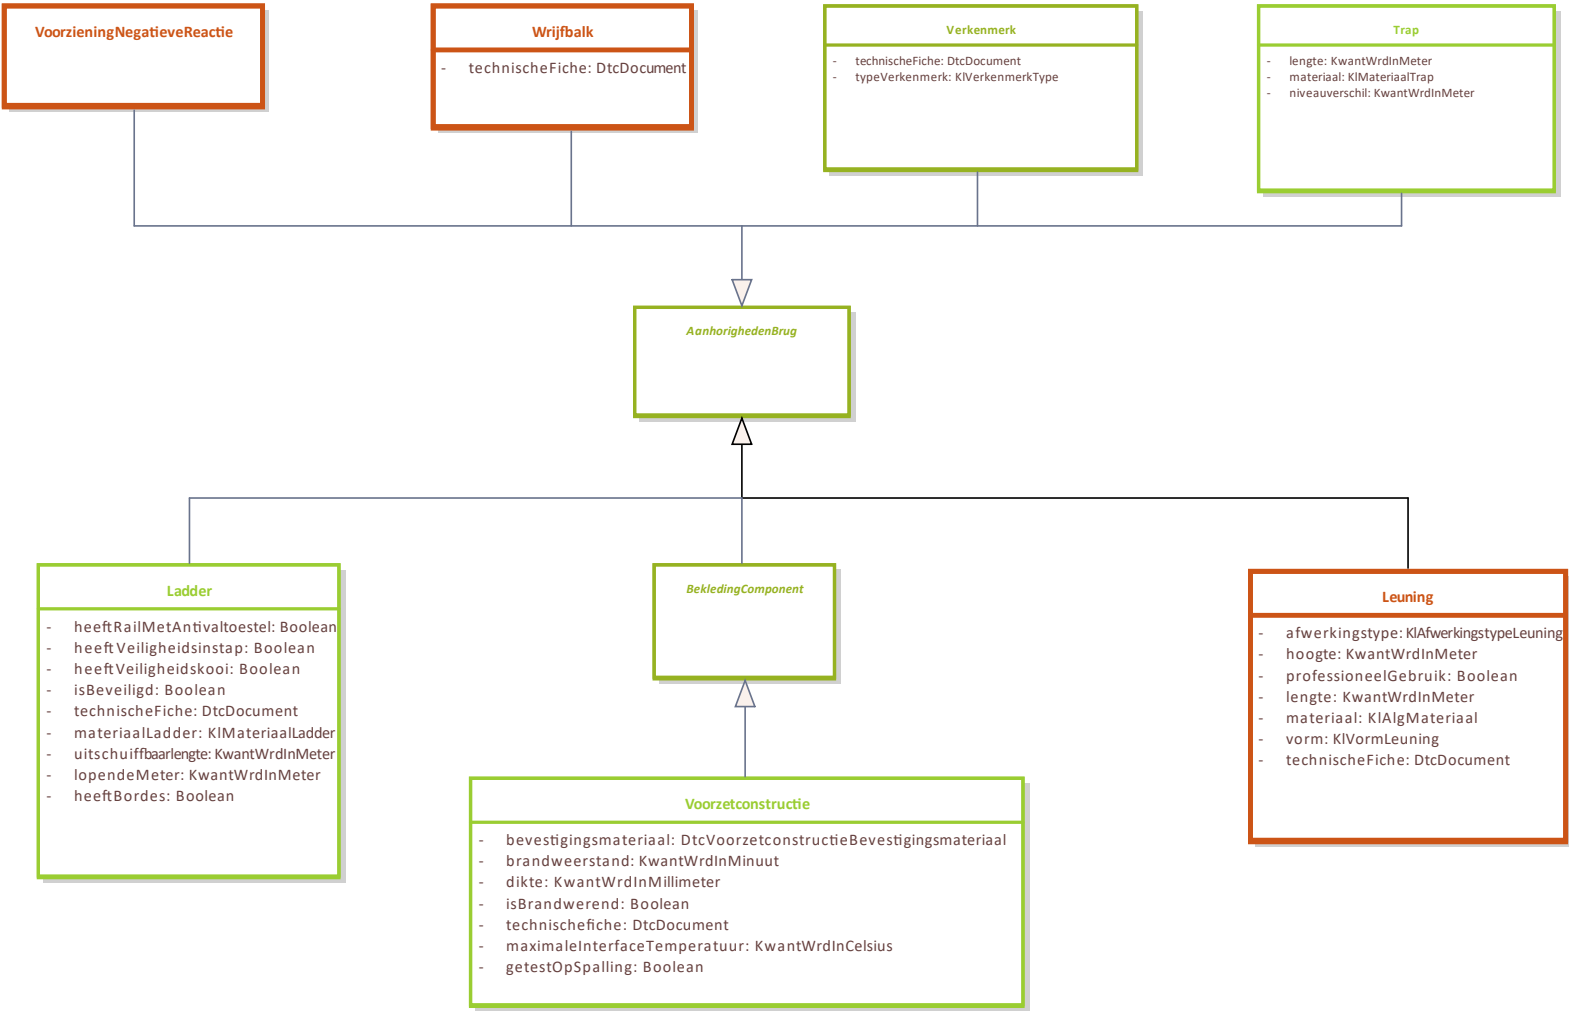 VoorzieningNegatieveReactie
Wrijfbalk
- technischeFiche: DtcDocument
Verkenmerk
- technischeFiche: DtcDocument
- typeVerkenmerk: KlVerkenmerkType
Trap
- lengte: KwantWrdInMeter
- materiaal: KlMateriaalTrap
- niveauverschil: KwantWrdInMeter
AanhorighedenBrug
Ladder
- heeftRailMetAntivaltoestel: Boolean
- heeftVeiligheidsinstap: Boolean
- heeftVeiligheidskooi: Boolean
- isBeveiligd: Boolean
- technischeFiche: DtcDocument
- materiaalLadder: KlMateriaalLadder
- uitschuiffbaarlengte: KwantWrdInMeter
- lopendeMeter: KwantWrdInMeter
- heeftBordes: Boolean
BekledingComponent
Leuning
- afwerkingstype: KlAfwerkingstypeLeuning
- hoogte: KwantWrdInMeter
- professioneelGebruik: Boolean
- lengte: KwantWrdInMeter
- materiaal: KlAlgMateriaal
- vorm: KlVormLeuning
- technischeFiche: DtcDocument
Voorzetconstructie
- bevestigingsmateriaal: DtcVoorzetconstructieBevestigingsmateriaal
- brandweerstand: KwantWrdInMinuut
- dikte: KwantWrdInMillimeter
- isBrandwerend: Boolean
- technischefiche: DtcDocument
- maximaleInterfaceTemperatuur: KwantWrdInCelsius
- getestOpSpalling: Boolean